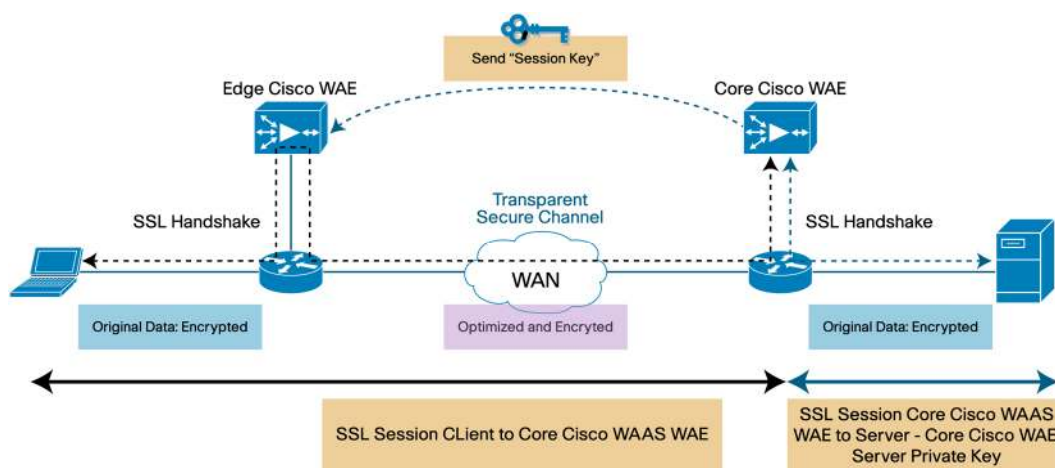 Send "Session Key"
Edge Cisco WAE
Core Cisco WAE
SSL Handshake
Transparent
Secure Channel
SSL Handshake
WAN
Original Data: Encrypted
Optimized and Encryted
Original Data: Encrypted
SSL Session CLient to Core Cisco WAAS WAE
SSL Session Core Cisco WAAS
WAE to Server - Core Cisco WAE
Server Private Key